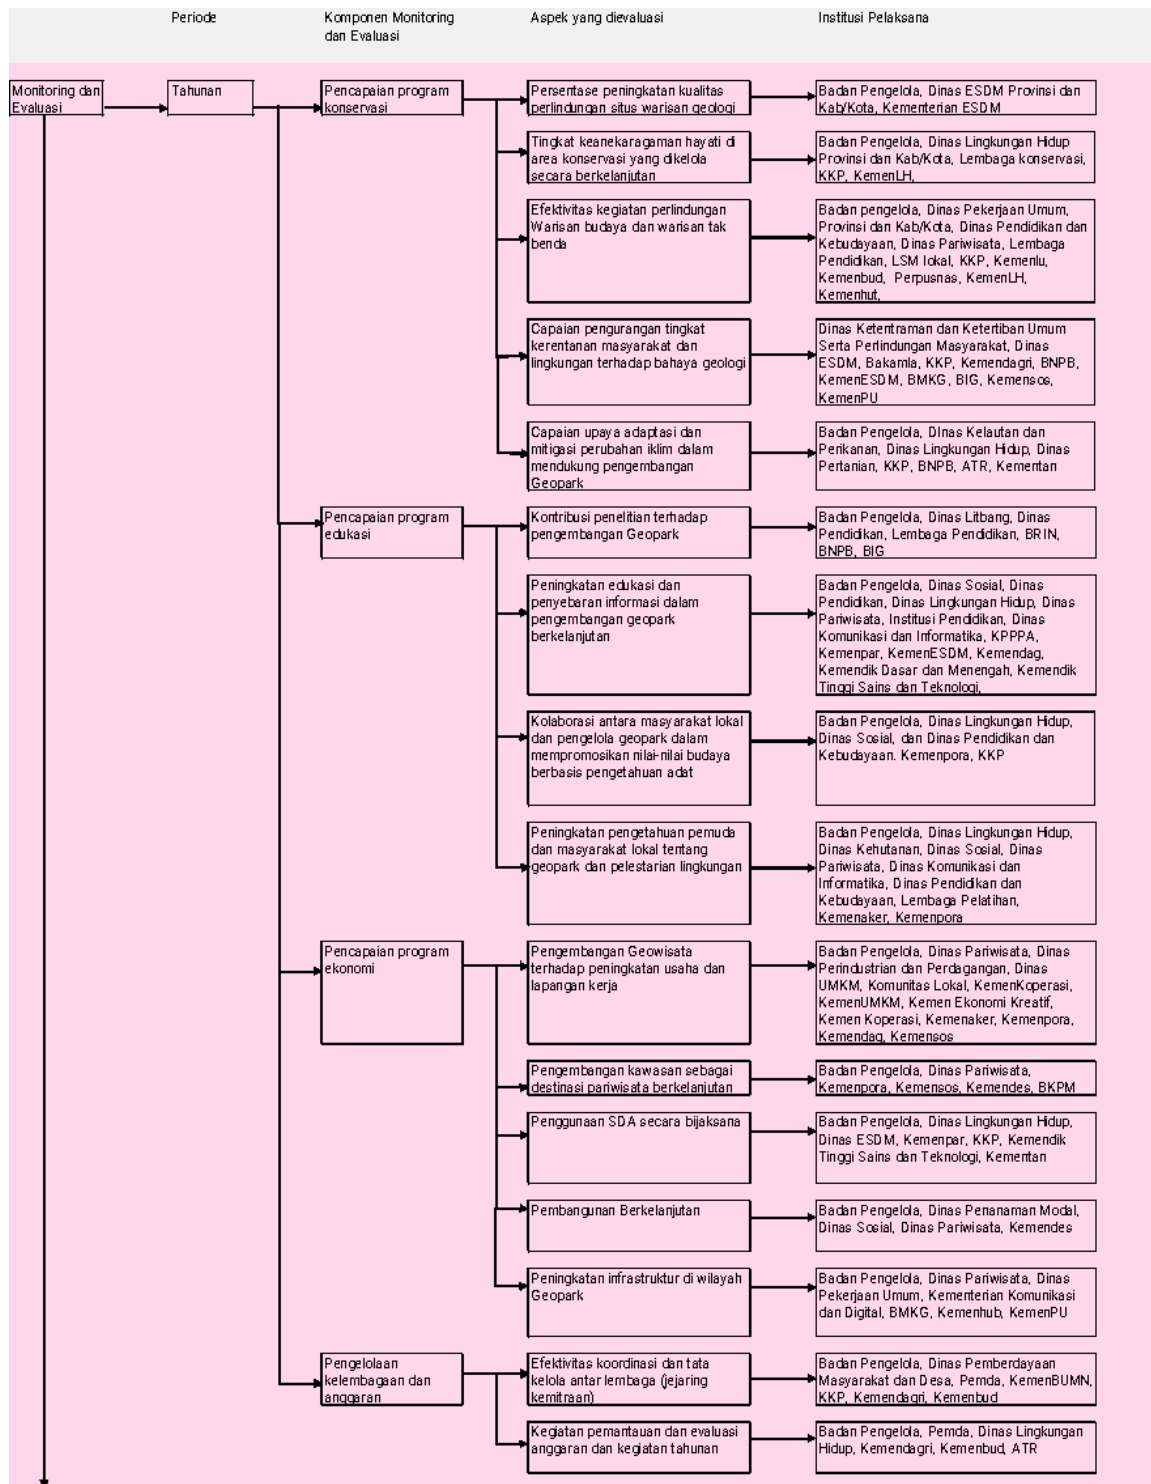 Periode
Komponen Monitoring
dan Evaluasi
Aspek yang dievaluasi
Institusi Pelaksana
Monitoring dan
Evaluasi
Tahunan
Pencapaian program
konservasi
Persentase peningkatan kualitas
perlindungan situs warisan geologi
Badan Pengelola, Dinas ESDM Provinsi dan
Kab/Kota, Kementerian ESDM
Tingkat keanekaragaman hayati di
area konservasi yang dikelola
secara berkelanjutan
Badan Pengelola, Dinas Lingkungan Hidup
Provinsi dan Kab/Kota, Lembaga konservasi,
KKP, KemenLH,
Efektivitas kegiatan perlindungan
Warisan budaya dan warisan tak
benda
Badan pengelola, Dinas Pekerjaan Umum,
Provinsi dan Kab/Kota, Dinas Pendidikan dan
Kebudayaan, Dinas Pariwisata, Lembaga
Pendidikan, LSM lokal, KKP, Kemenlu,
Kemenbud, Perpusnas, KemenLH,
Kemenhut,
Capaian pengurangan tingkat
kerentanan masyarakat dan
lingkungan terhadap bahaya geologi
Dinas Ketentraman dan Ketertiban Umum
Serta Perlindungan Masyarakat, Dinas
ESDM, Bakamla, KKP, Kemendagri, BNPB,
KemenESDM, BMKG, BIG, Kemensos,
KemenPU
Capaian upaya adaptasi dan
mitigasi perubahan iklim dalam
mendukung pengembangan
Geopark
Badan Pengelola, DInas Kelautan dan
Perikanan, Dinas Lingkungan Hidup, Dinas
Pertanian, KKP, BNPB, ATR, Kementan
Pencapaian program
edukasi
Kontribusi penelitian terhadap
pengembangan Geopark
Badan Pengelola, Dinas Litbang, Dinas
Pendidikan, Lembaga Pendidikan, BRIN,
BNPB, BIG
Peningkatan edukasi dan
penyebaran informasi dalam
pengembangan geopark
berkelanjutan
Badan Pengelola, Dinas Sosial, Dinas
Pendidikan, Dinas Lingkungan Hidup, Dinas
Pariwisata, Institusi Pendidikan, Dinas
Komunikasi dan Informatika, KPPPA,
Kemenpar, KemenESDM, Kemendag,
Kemendik Dasar dan Menengah, Kemendik
Tinggi Sains dan Teknologi,
Kolaborasi antara masyarakat lokal
dan pengelola geopark dalam
mempromosikan nilai-nilai budaya
berbasis pengetahuan adat
Badan Pengelola, Dinas Lingkungan Hidup,
Dinas Sosial, dan Dinas Pendidikan dan
Kebudayaan. Kemenpora, KKP
Peningkatan pengetahuan pemuda
dan masyarakat lokal tentang
geopark dan pelestarian lingkungan
Badan Pengelola, Dinas Lingkungan Hidup,
Dinas Kehutanan, Dinas Sosial, Dinas
Pariwisata, Dinas Komunikasi dan
Informatika, Dinas Pendidikan dan
Kebudayaan, Lembaga Pelatihan,
Kemenaker, Kemenpora
Pencapaian program
ekonomi
Pengembangan Geowisata
terhadap peningkatan usaha dan
lapangan kerja
Badan Pengelola, Dinas Pariwisata, Dinas
Perindustrian dan Perdagangan, Dinas
UMKM, Komunitas Lokal, KemenKoperasi,
KemenUMKM, Kemen Ekonomi Kreatif,
Kemen Koperasi, Kemenaker, Kemenpora,
Kemendag, Kemensos
Pengembangan kawasan sebagai
destinasi pariwisata berkelanjutan
Badan Pengelola, Dinas Pariwisata,
Kemenpora, Kemensos, Kemendes, BKPM
Penggunaan SDA secara bijaksana
Badan Pengelola, Dinas Lingkungan Hidup,
Dinas ESDM, Kemenpar, KKP, Kemendik
Tinggi Sains dan Teknologi, Kementan
Pembangunan Berkelanjutan
Badan Pengelola, Dinas Penanaman Modal,
Dinas Sosial, Dinas Pariwisata, Kemendes
Peningkatan infrastruktur di wilayah
Geopark
Badan Pengelola, Dinas Pariwisata, Dinas
Pekerjaan Umum, Kementerian Komunikasi
dan Digital, BMKG, Kemenhub, KemenPU
Pengelolaan
kelembagaan dan
anggaran
Efektivitas koordinasi dan tata
kelola antar lembaga (jejaring
kemitraan)
Badan Pengelola, Dinas Pemberdayaan
Masyarakat dan Desa, Pemda, KemenBUMN,
KKP, Kemendagri, Kemenbud
Kegiatan pemantauan dan evaluasi
anggaran dan kegiatan tahunan
Badan Pengelola, Pemda, Dinas Lingkungan
Hidup, Kemendagri, Kemenbud, ATR